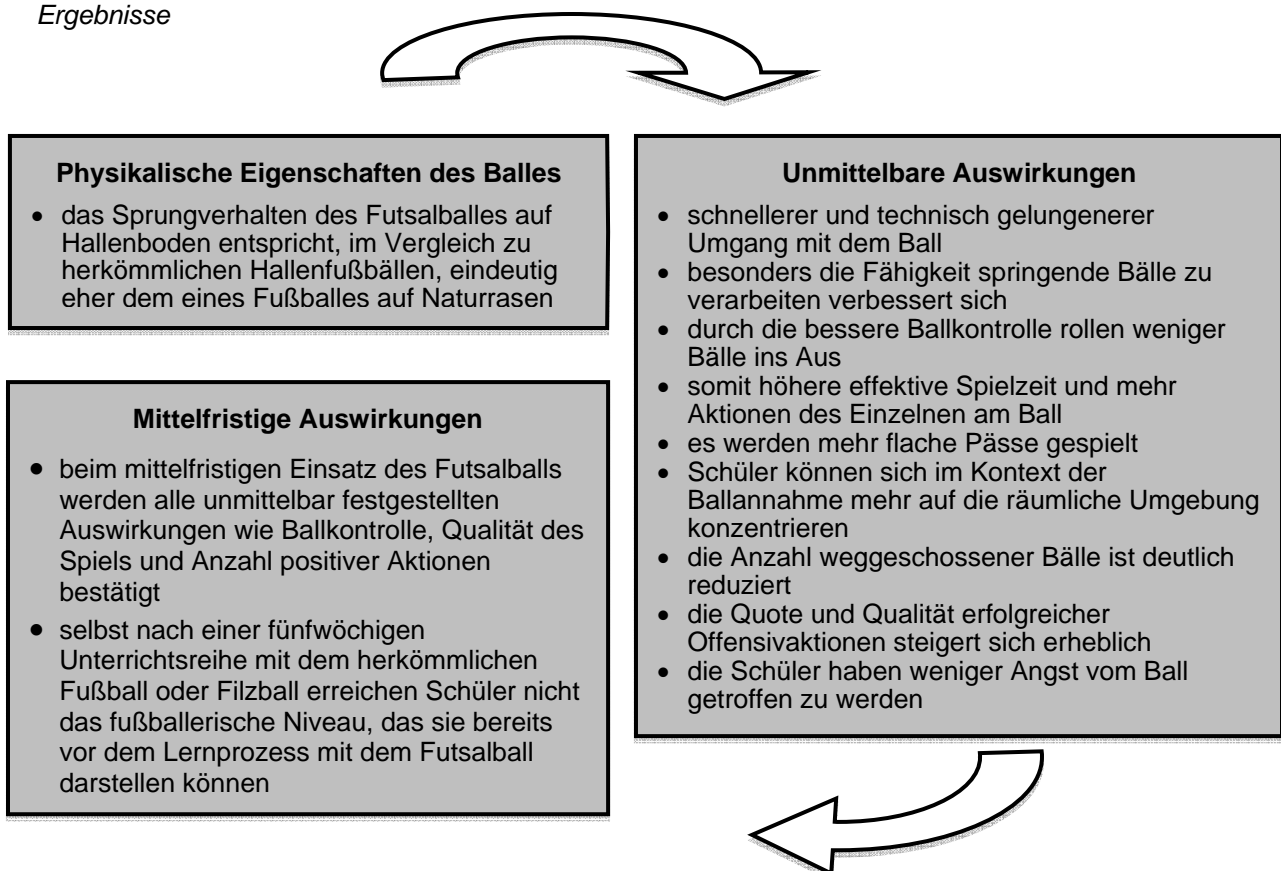 Ergebnisse
Physikalische Eigenschaften des Balles
• das Sprungverhalten des Futsalballes auf
Hallenboden entspricht, im Vergleich zu
herkömmlichen Hallenfußbällen, eindeutig
eher dem eines Fußballes auf Naturrasen
Unmittelbare Auswirkungen
• schnellerer und technisch gelungenerer
Umgang mit dem Ball
• besonders die Fähigkeit springende Bälle zu
verarbeiten verbessert sich
• durch die bessere Ballkontrolle rollen weniger
Bälle ins Aus
• somit höhere effektive Spielzeit und mehr
Aktionen des Einzelnen am Ball
• es werden mehr flache Pässe gespielt
• Schüler können sich im Kontext der
Ballannahme mehr auf die räumliche Umgebung
konzentrieren
• die Anzahl weggeschossener Bälle ist deutlich
reduziert
• die Quote und Qualität erfolgreicher
Offensivaktionen steigert sich erheblich
• die Schüler haben weniger Angst vom Ball
getroffen zu werden
Mittelfristige Auswirkungen
• beim mittelfristigen Einsatz des Futsalballs
werden alle unmittelbar festgestellten
Auswirkungen wie Ballkontrolle, Qualität des
Spiels und Anzahl positiver Aktionen
bestätigt
• selbst nach einer fünfwöchigen
Unterrichtsreihe mit dem herkömmlichen
Fußball oder Filzball erreichen Schüler nicht
das fußballerische Niveau, das sie bereits
vor dem Lernprozess mit dem Futsalball
darstellen können